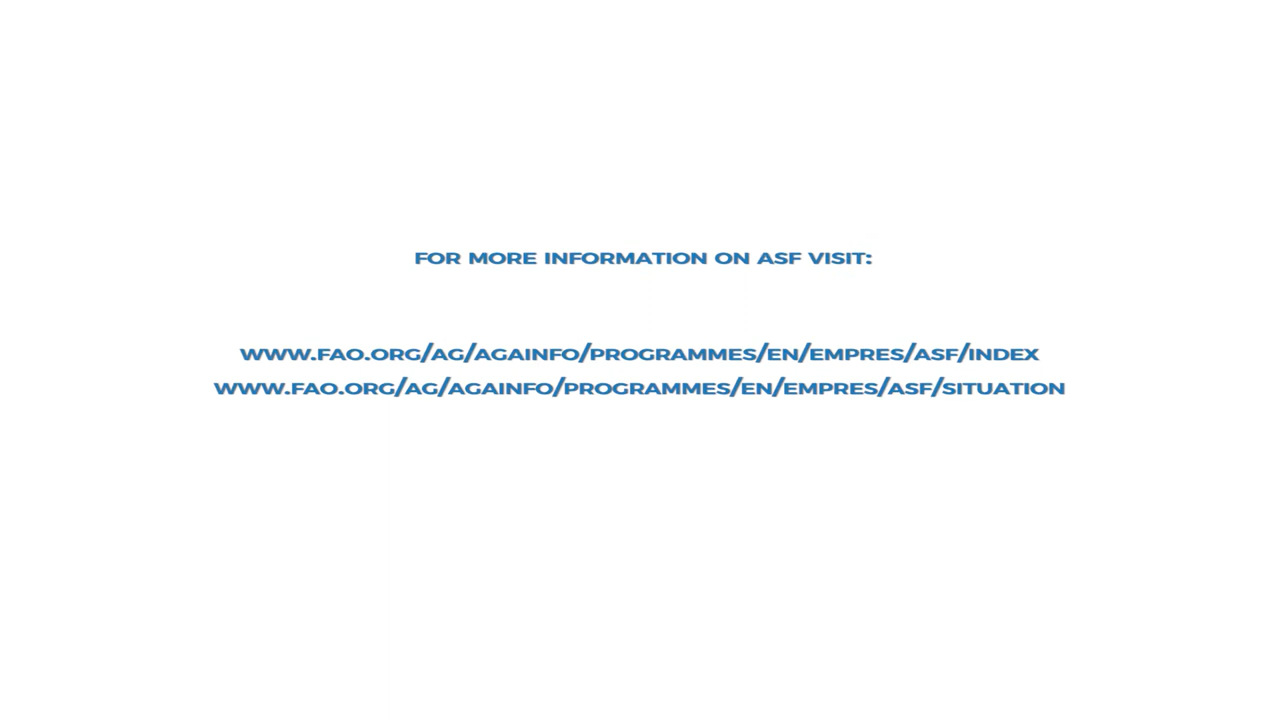 FOR MORE INFORMATION ON ASF VISIT:
WWW.FAO.ORG/AG/AGAINFO/PROGRAMMES/EN/EMPRES/ASF/INDEX
WWW.FAO.ORG/AG/AGAINFO/PROGRAMMES/EN/EMPRES/ASF/SITUATION